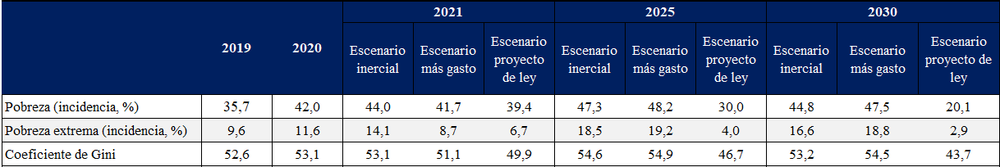 2019 2020 2021 2025 2030
Escenario inercial Escenario más gasto Escenario proyecto de ley Escenario inercial Escenario más gasto Escenario proyecto de ley Escenario inercial Escenario más gasto Escenario proyecto de ley
Pobreza (incidencia, %) 35,7 42,0 44,0 41,7 39,4 47,3 48,2 30,0 44,8 47,5 20,1
Pobreza extrema (incidencia, %) 9,6 11,6 14,1 8,7 6,7 18,5 19,2 4,0 16,6 18,8 2,9
Coeficiente de Gini 52,6 53,1 53,1 51,1 49,9 54,6 54,9 46,7 53,2 54,5 43,7